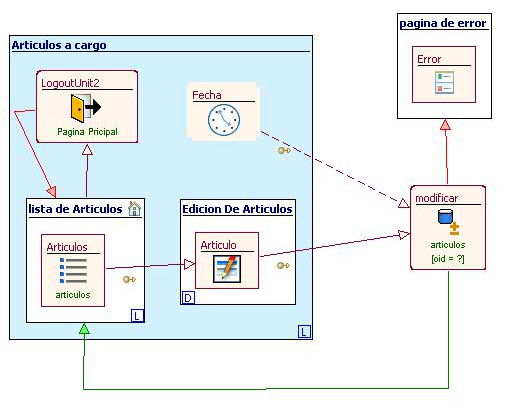 pagina de error
Error
Articulos a cargo
LogoutUnit2
Pagina Pricipal
Fecha
modificar
articulos
[oid = ?]
lista de Articulos
Articulos
articulos
L
Edicion De Articulos
Articulo
D
L